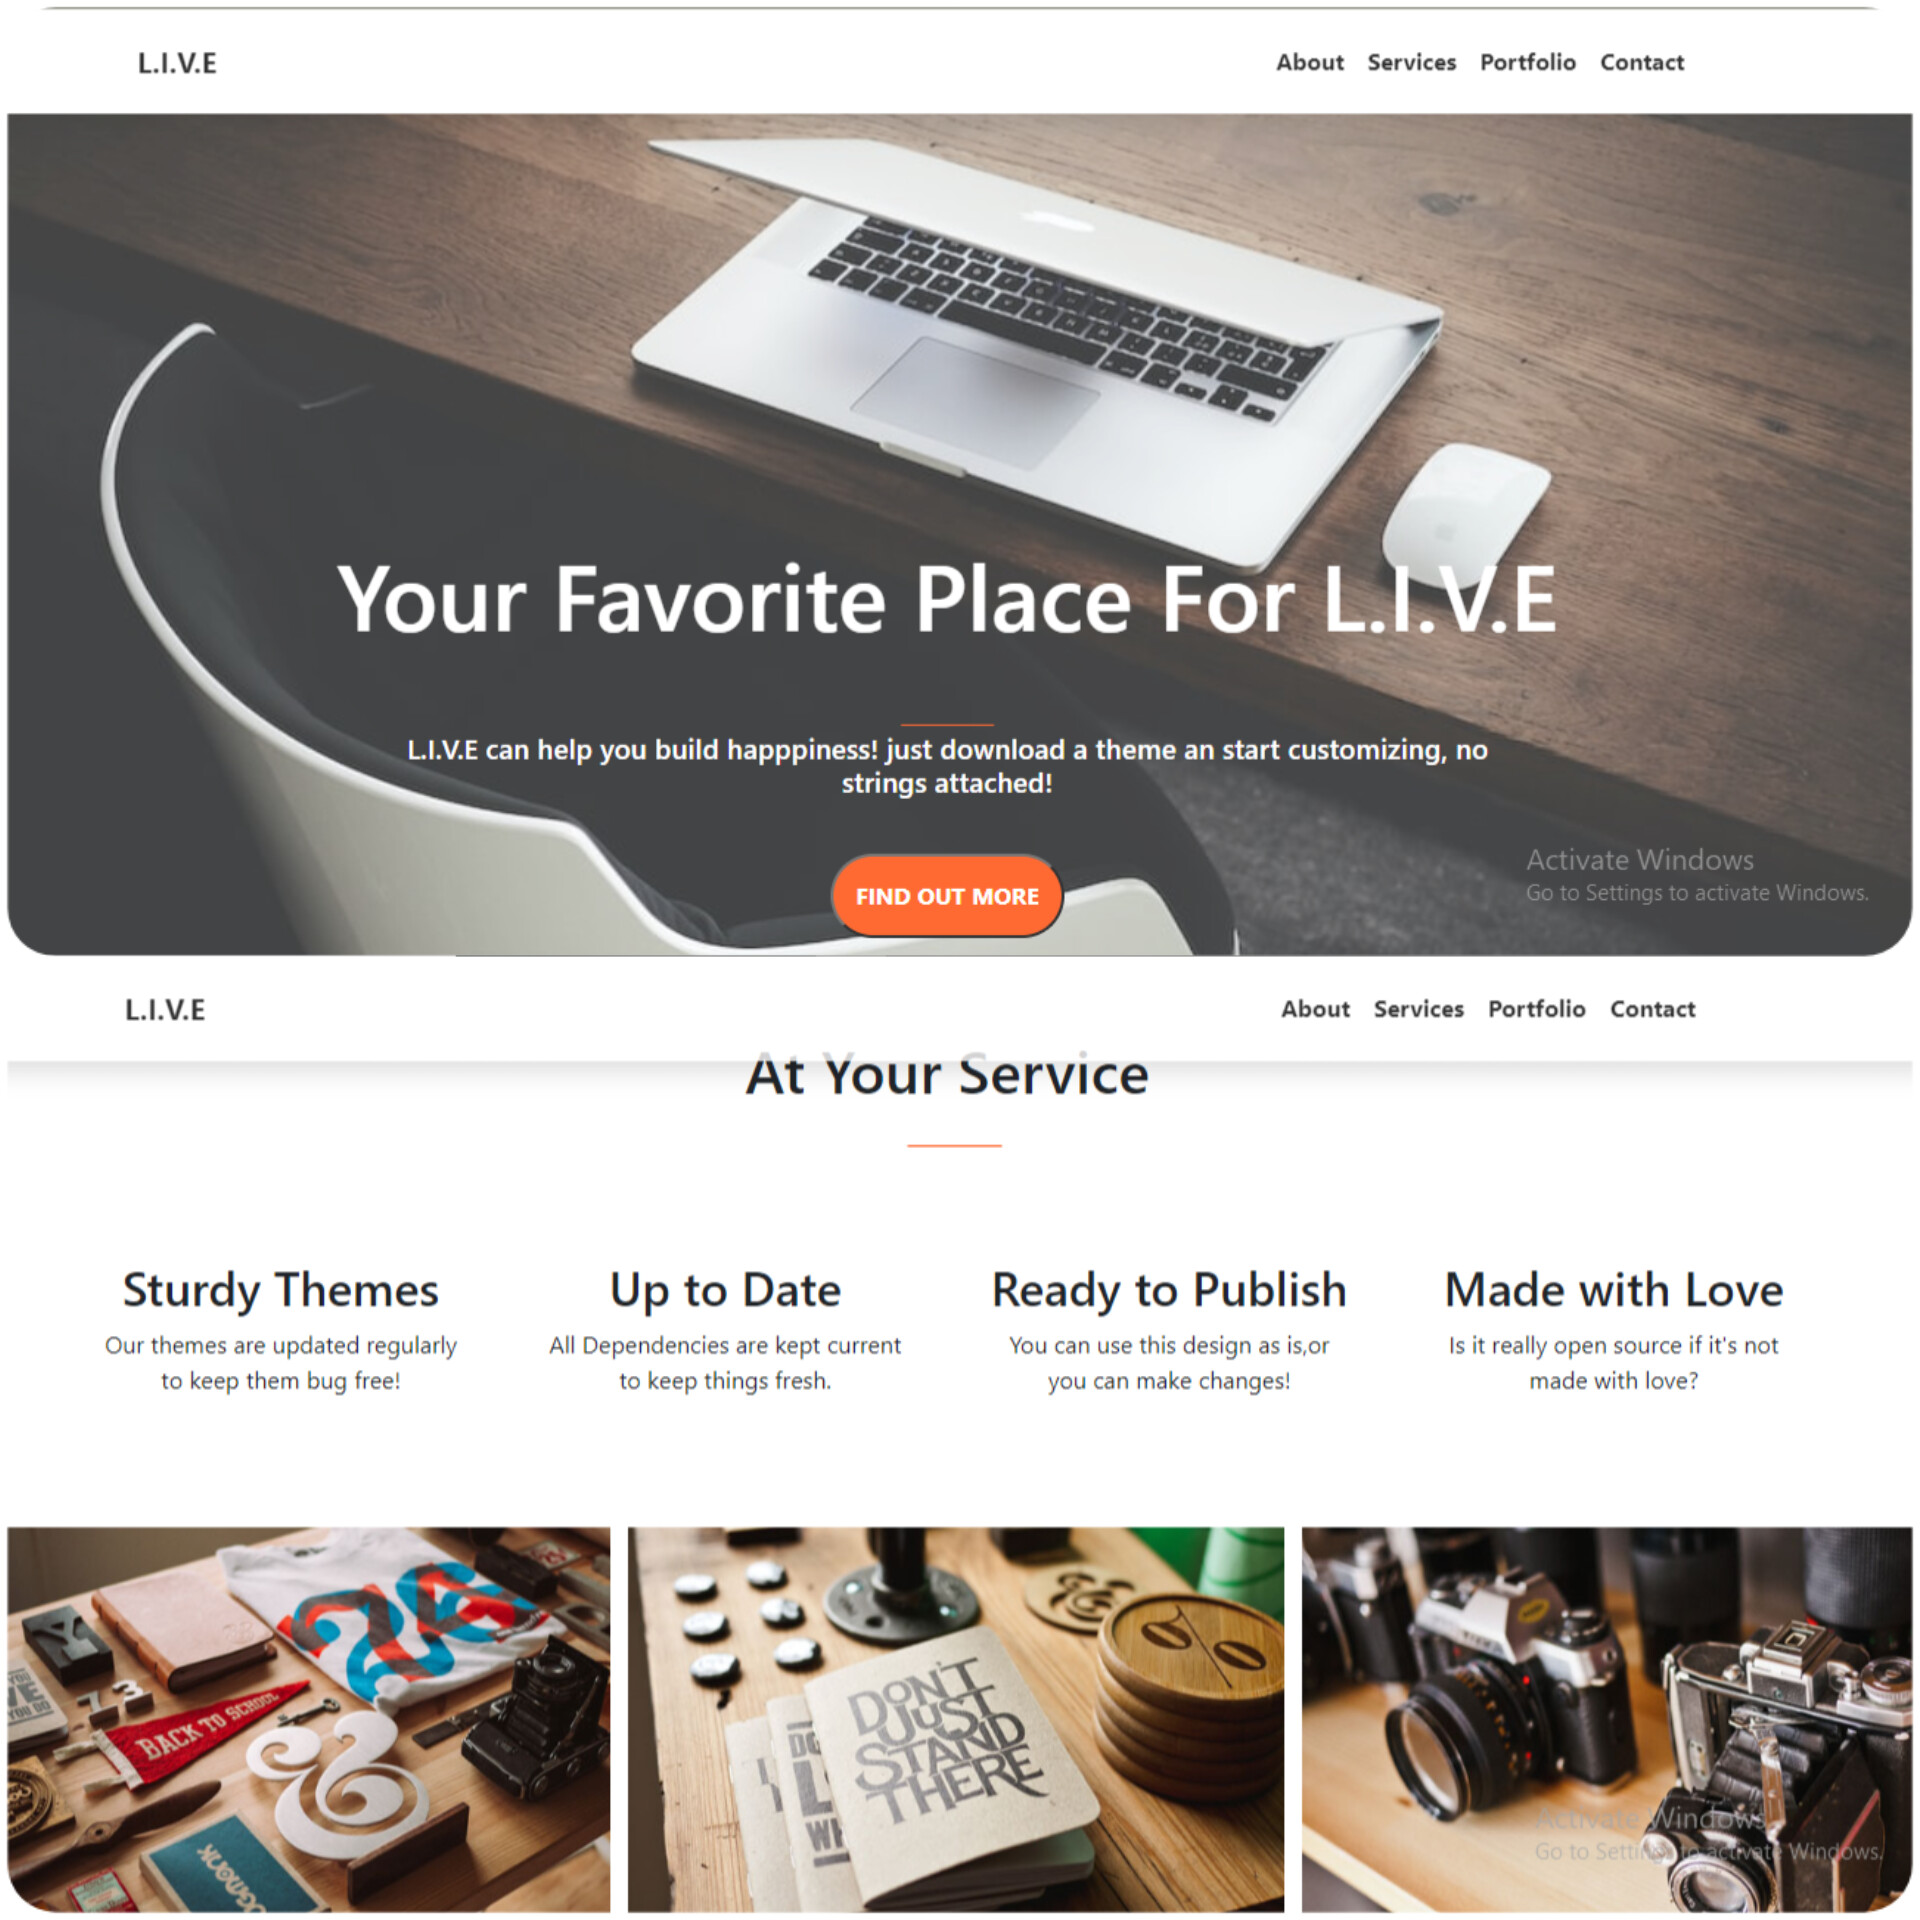 L.I.V.E
About Services Portfolio Contact
Your Favorite Place For L.I.V.E
L.I.V.E can help you build happpiness! just download a theme an start customizing, no
strings attached!
FIND OUT MORE
Activate Windows
Go to Settings to activate Windows.
L.I.V.E
About Services Portfolio Contact
At Your Service
Sturdy Themes
Our themes are updated regularly
to keep them bug free!
Up to Date
All Dependencies are kept current
to keep things fresh.
Ready to Publish
You can use this design as is,or
you can make changes!
Made with Love
Is it really open source if it's not
made with love?
Y
YOU DO
73
BACK TO SCHOOL
&
DON'T
JUST
STAND
THERE
&
Activate Windows
Go to Settings to activate Windows.